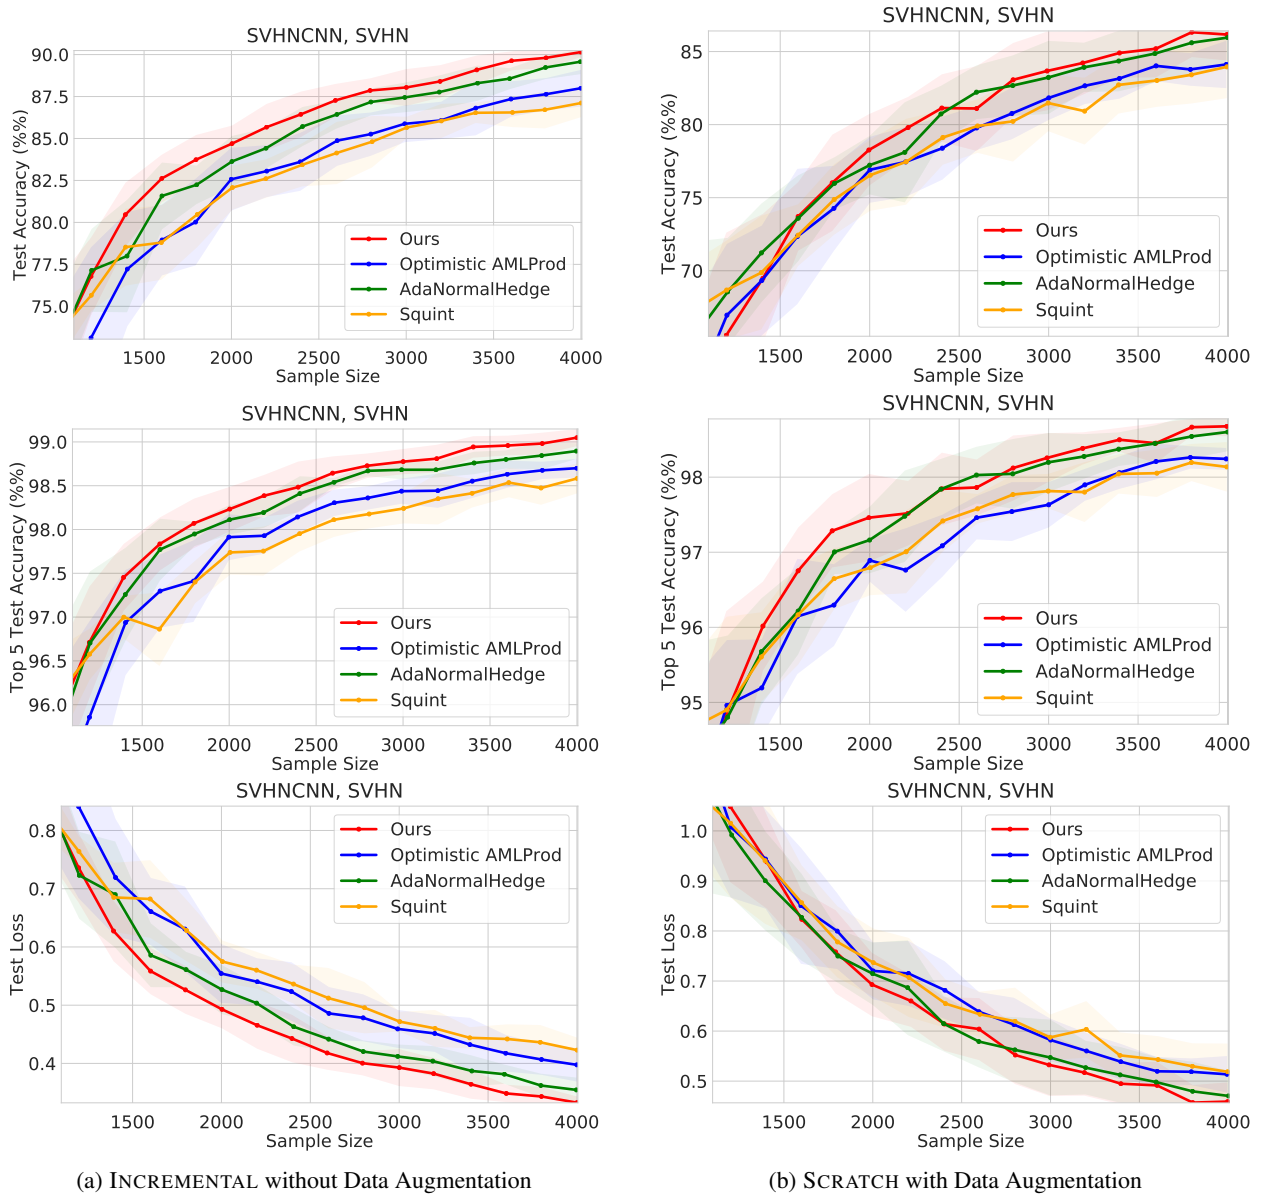 SVHNCNN, SVHN
Test Accuracy (%%)
90.0
87.5
85.0
82.5
80.0
77.5
75.0
Ours
Optimistic AMLProd
AdaNormalHedge
Squint
1500 2000 2500 3000 3500 4000
Sample Size
SVHNCNN, SVHN
Test Accuracy (%%)
85
80
75
70
Ours
Optimistic AMLProd
AdaNormalHedge
Squint
1500 2000 2500 3000 3500 4000
Sample Size
SVHNCNN, SVHN
Top 5 Test Accuracy (%%)
99.0
98.5
98.0
97.5
97.0
96.5
96.0
Ours
Optimistic AMLProd
AdaNormalHedge
Squint
1500 2000 2500 3000 3500 4000
Sample Size
SVHNCNN, SVHN
Top 5 Test Accuracy (%%)
98
97
96
95
Ours
Optimistic AMLProd
AdaNormalHedge
Squint
1500 2000 2500 3000 3500 4000
Sample Size
SVHNCNN, SVHN
Test Loss
0.8
0.7
0.6
0.5
0.4
Ours
Optimistic AMLProd
AdaNormalHedge
Squint
1500 2000 2500 3000 3500 4000
Sample Size
SVHNCNN, SVHN
Test Loss
1.0
0.9
0.8
0.7
0.6
0.5
Ours
Optimistic AMLProd
AdaNormalHedge
Squint
1500 2000 2500 3000 3500 4000
Sample Size
(a) INCREMENTAL without Data Augmentation
(b) SCRATCH with Data Augmentation